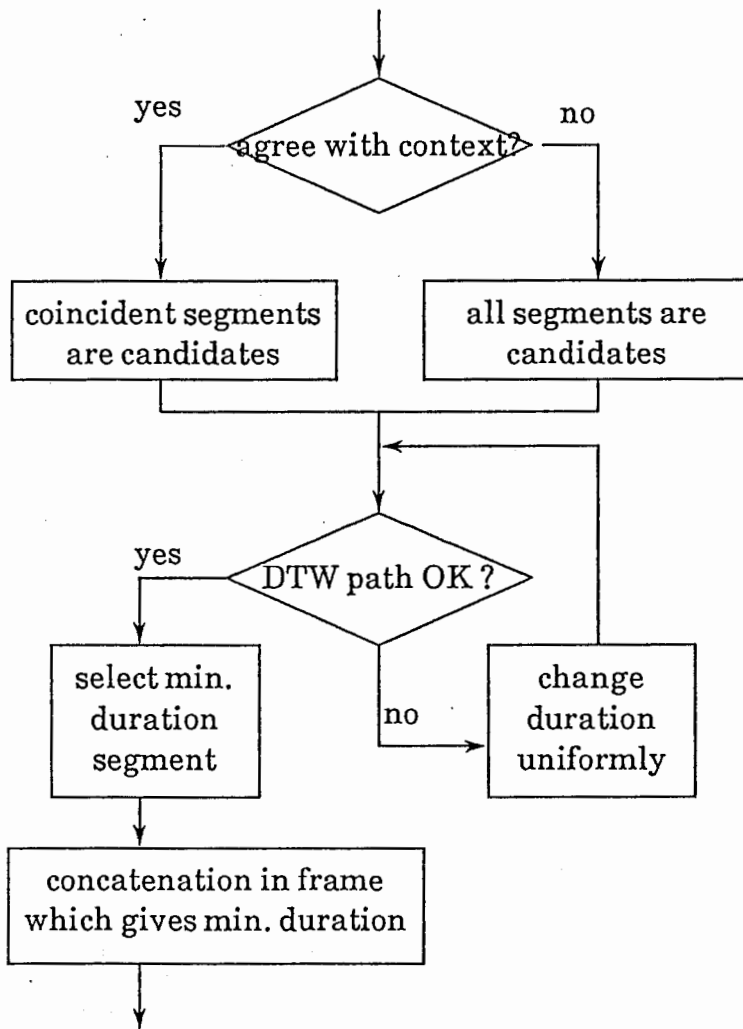 yes
no
agree with context?
coincident segments
are candidates
all segments are
candidates
yes
DTW path OK ?
select min.
duration
segment
no
change
duration
uniformly
concatenation in frame
which gives min. duration